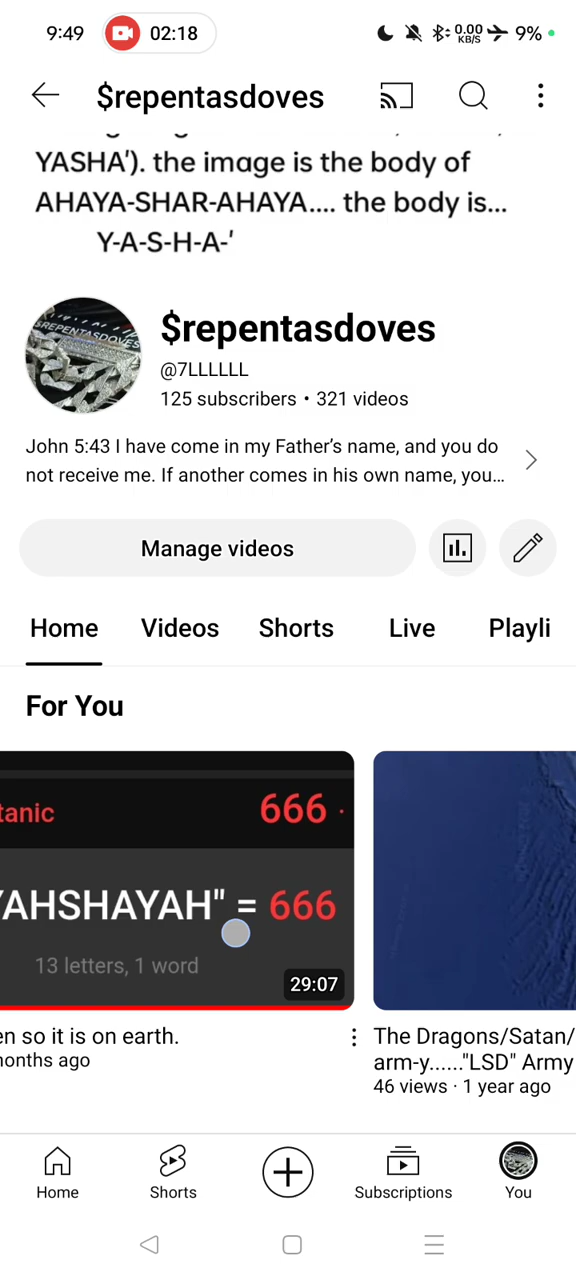 9:49 02:18 0.00 KB/S 9%
$repentasdoves
YASHA'). the image is the body of
AHAYA-SHAR-AHAYA.... the body is...
Y-A-S-H-A-'
$REPENTASDOVES
$repentasdoves
@7LLLLLL
125 subscribers • 321 videos
John 5:43 I have come in my Father's name, and you do
not receive me. If another comes in his own name, you...
Manage videos
Home Videos Shorts Live Playli
For You
tanic 666 ·
YAHSHAYAH" = 666
13 letters, 1 word
29:07
en so it is on earth.
onths ago
The Dragons/Satan/
arm-y......"LSD" Army
46 views · 1 year ago
Home Shorts Subscriptions You